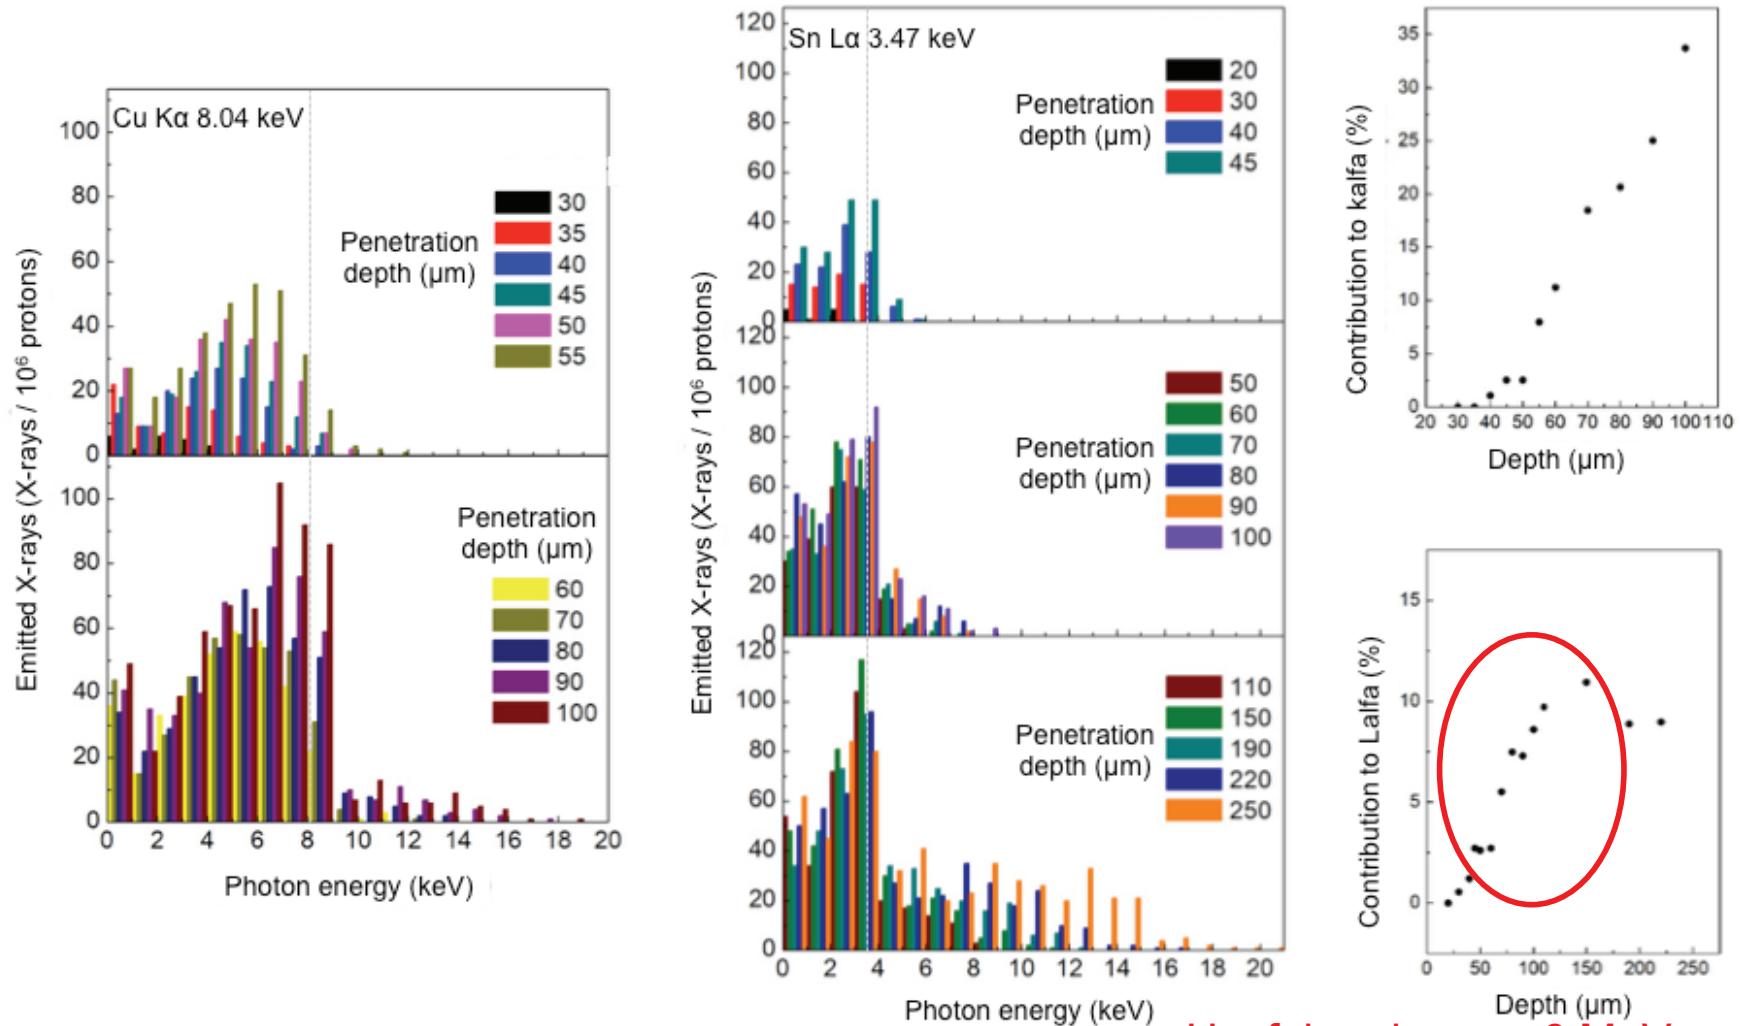 Cu Kα 8.04 keV
Emitted X-rays (X-rays / 10⁶ protons)
100
80
60
40
20
0
Penetration
depth (μm)
30
35
40
45
50
55
100
80
60
40
20
0
Penetration
depth (μm)
60
70
80
90
100
0 2 4 6 8 10 12 14 16 18 20
Photon energy (keV)
Sn Lα 3.47 keV
Emitted X-rays (X-rays / 10⁶ protons)
120
100
80
60
40
20
0
Penetration
depth (μm)
20
30
40
45
120
100
80
60
40
20
0
Penetration
depth (μm)
50
60
70
80
90
100
120
100
80
60
40
20
0
Penetration
depth (μm)
110
150
190
220
250
0 2 4 6 8 10 12 14 16 18 20
Photon energy (keV)
Contribution to kalfa (%)
35
30
25
20
15
10
5
0
20 30 40 50 60 70 80 90 100 110
Depth (μm)
Contribution to Lalfa (%)
15
10
5
0
0 50 100 150 200 250
Depth (μm)